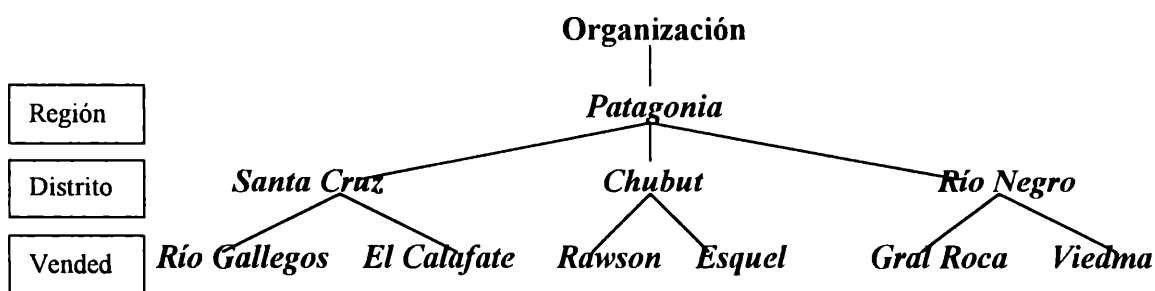 Organización
Región Patagonia
Distrito Santa Cruz Chubut Río Negro
Vended Río Gallegos El Calafate Rawson Esquel Gral Roca Viedma